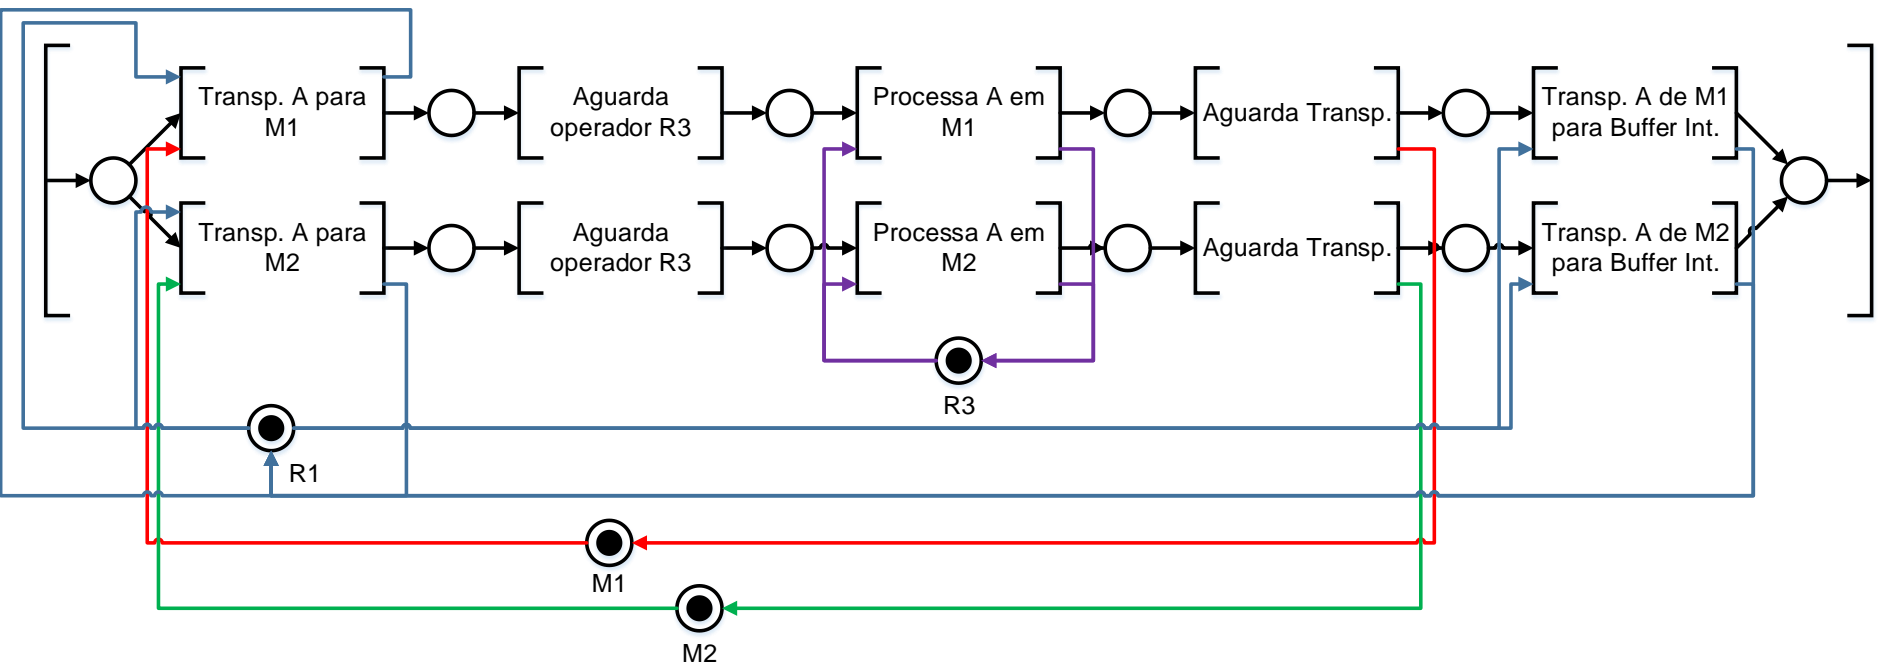 Transp. A para
M1
Aguarda
operador R3
Processa A em
M1
Aguarda Transp.
Transp. A de M1
para Buffer Int.
Transp. A para
M2
Aguarda
operador R3
Processa A em
M2
Aguarda Transp.
Transp. A de M2
para Buffer Int.
R3
R1
M1
M2